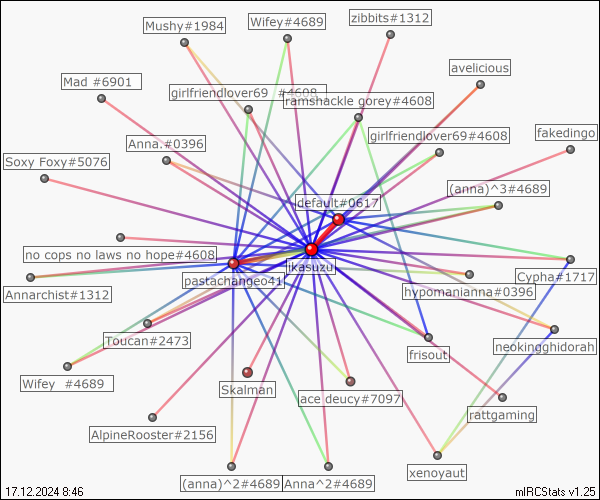 zibbits#1312
Wifey#4689
Mushy#1984
avelicious
Mad #6901
girlfriendlover69 #4608
ramshackle gorey#4608
fakedingo
girlfriendlover69#4608
Anna.#0396
Soxy Foxy#5076
(anna)^3#4689
default#0617
no cops no laws no hope#4608
jikasuzu
Cypha#1717
pastachangeo41
hypomanianna#0396
Annarchist#1312
Toucan#2473
neokingghidorah
frisout
Wifey #4689
Skalman
ace deucy#7097
rattgaming
AlpineRooster#2156
xenoyaut
(anna)^2#4689
Anna^2#4689
17.12.2024 8:46
mIRCStats v1.25